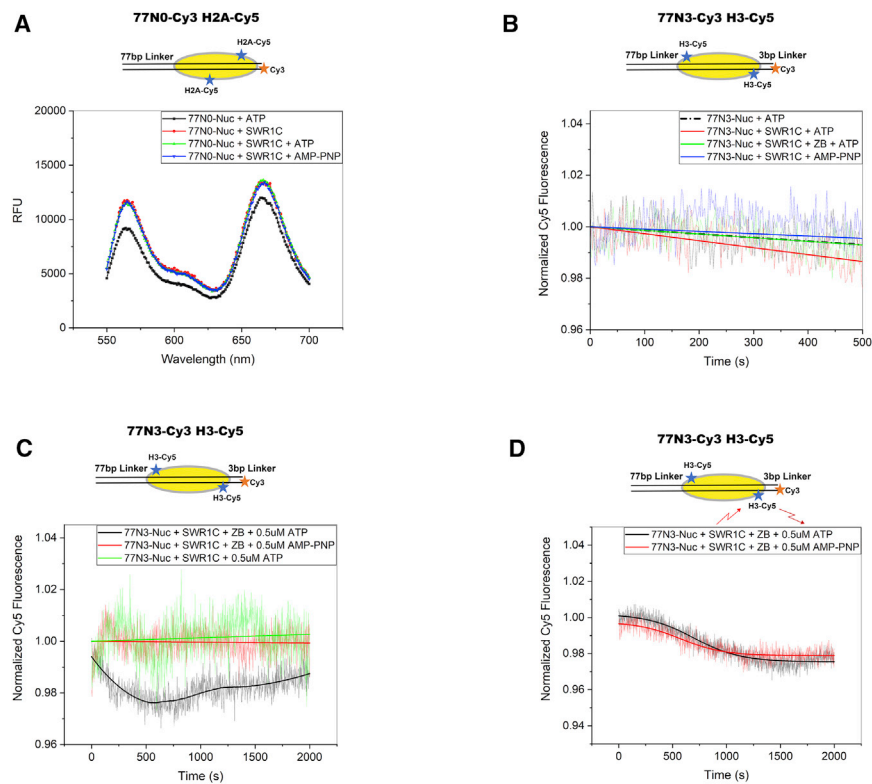 A
77N0-Cy3 H2A-Cy5
H2A-Cy5
77bp Linker
Cy3
H2A-Cy5
77N0-Nuc + ATP
77N0-Nuc + SWR1C
77N0-Nuc + SWR1C + ATP
77N0-Nuc + SWR1C + AMP-PNP
20000
15000
10000
5000
0
RFU
550 600 650 700
Wavelength (nm)
B
77N3-Cy3 H3-Cy5
H3-Cy5
77bp Linker 3bp Linker
Cy3
H3-Cy5
77N3-Nuc + ATP
77N3-Nuc + SWR1C + ATP
77N3-Nuc + SWR1C + ZB + ATP
77N3-Nuc + SWR1C + AMP-PNP
1.04
1.02
1.00
0.98
0.96
Normalized Cy5 Fluorescence
0 100 200 300 400 500
Time (s)
C
77N3-Cy3 H3-Cy5
H3-Cy5
77bp Linker 3bp Linker
Cy3
H3-Cy5
77N3-Nuc + SWR1C + ZB + 0.5uM ATP
77N3-Nuc + SWR1C + ZB + 0.5uM AMP-PNP
77N3-Nuc + SWR1C + 0.5uM ATP
1.04
1.02
1.00
0.98
0.96
Normalized Cy5 Fluorescence
0 500 1000 1500 2000
Time (s)
D
77N3-Cy3 H3-Cy5
H3-Cy5
77bp Linker 3bp Linker
Cy3
H3-Cy5
77N3-Nuc + SWR1C + ZB + 0.5uM ATP
77N3-Nuc + SWR1C + ZB + 0.5uM AMP-PNP
1.04
1.02
1.00
0.98
0.96
0.94
Normalized Cy5 Fluorescence
0 500 1000 1500 2000
Time (s)